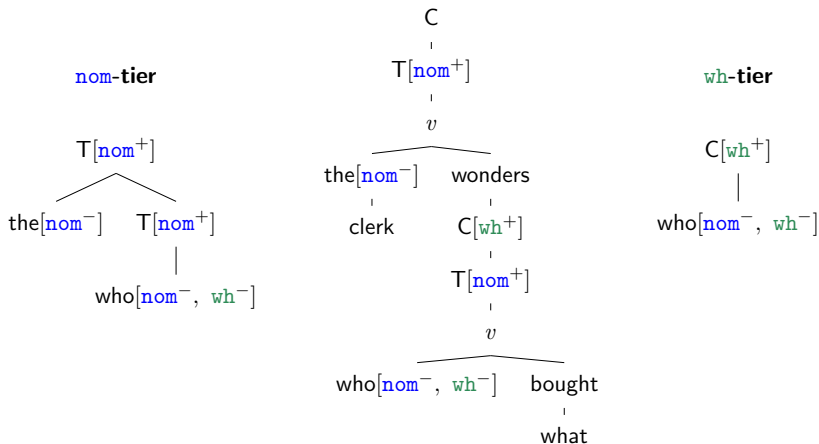 nom-tier
T[nom⁺]
the[nom⁻] T[nom⁺]
who[nom⁻, wh⁻]
C
T[nom⁺]
v
the[nom⁻] wonders
clerk C[wh⁺]
T[nom⁺]
v
who[nom⁻, wh⁻] bought
what
wh-tier
C[wh⁺]
who[nom⁻, wh⁻]